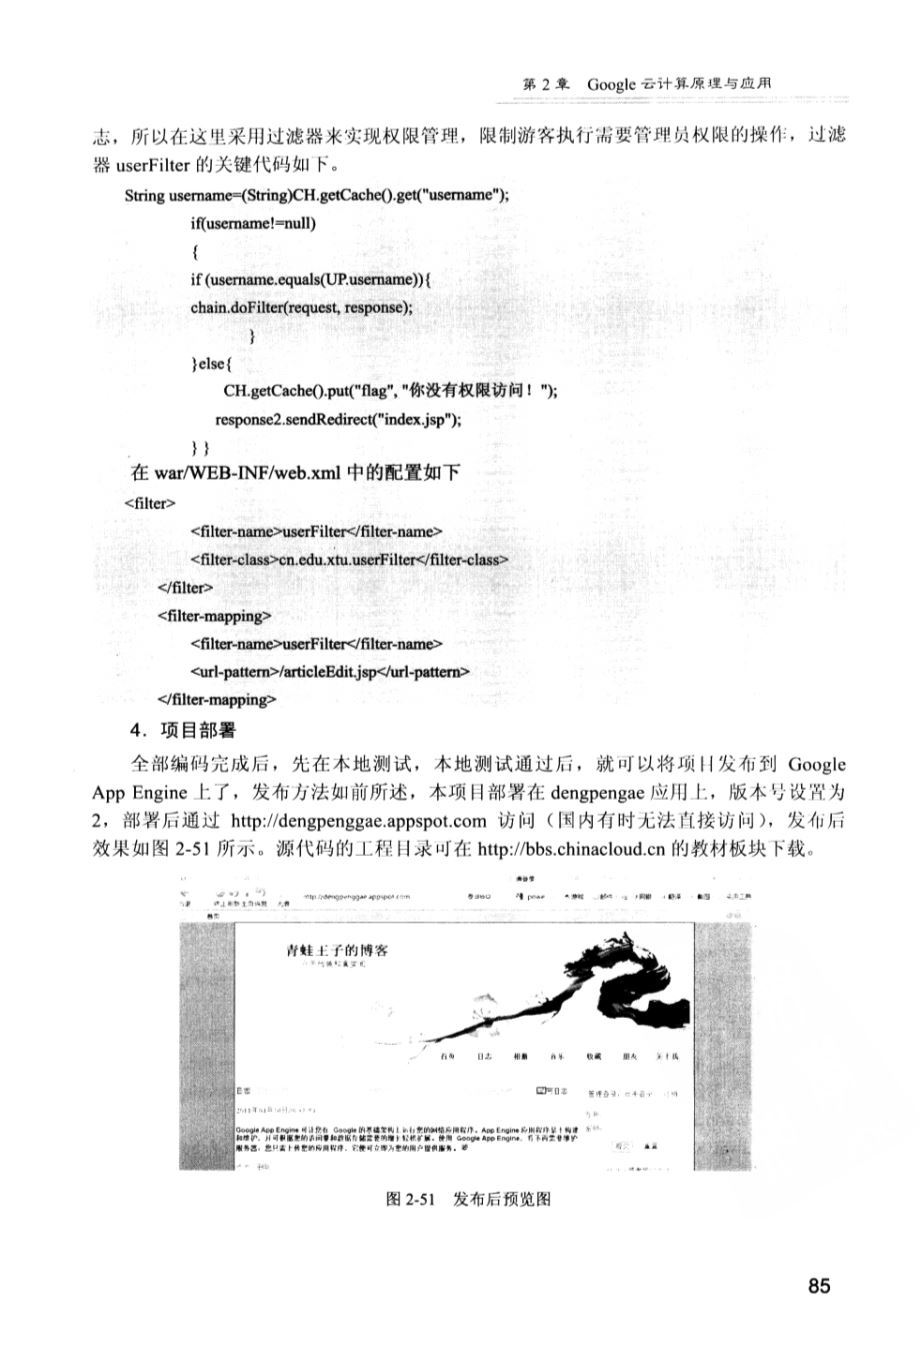 第 2 章 Google 云计算原理与应用
志，所以在这里采用过滤器来实现权限管理，限制游客执行需要管理员权限的操作，过滤
器 userFilter 的关键代码如下。
String username=(String)CH.getCache().get("username");
if(username!=null)
{
if (username.equals(UP.username)){
chain.doFilter(request, response);
}
}else{
CH.getCache().put("flag", "你没有权限访问！");
response2.sendRedirect("index.jsp");
} }
在 war/WEB-INF/web.xml 中的配置如下
<filter>
<filter-name>userFilter</filter-name>
<filter-class>cn.edu.xtu.userFilter</filter-class>
</filter>
<filter-mapping>
<filter-name>userFilter</filter-name>
<url-pattern>/articleEdit.jsp</url-pattern>
</filter-mapping>
4．项目部署
全部编码完成后，先在本地测试，本地测试通过后，就可以将项目发布到 Google
App Engine 上了，发布方法如前所述，本项目部署在 dengpengae 应用上，版本号设置为
2，部署后通过 http://dengpenggae.appspot.com 访问（国内有时无法直接访问），发布后
效果如图 2-51 所示。源代码的工程目录可在 http://bbs.chinacloud.cn 的教材板块下载。
http://dengpenggae.appspot.com
首页
青蛙王子的博客
日志 相册 音乐 收藏 朋友
日志 写日志
Google App Engine 可让您在 Google 的基础架构上运行您的网络应用程序。App Engine 应用程序易于构建
和维护，并可根据您的访问量和数据存储需要的增长轻松扩展。使用 Google App Engine，将不再需要维护
服务器：您只需上传您的应用程序，它便可立即为您的用户提供服务。
图 2-51 发布后预览图
85